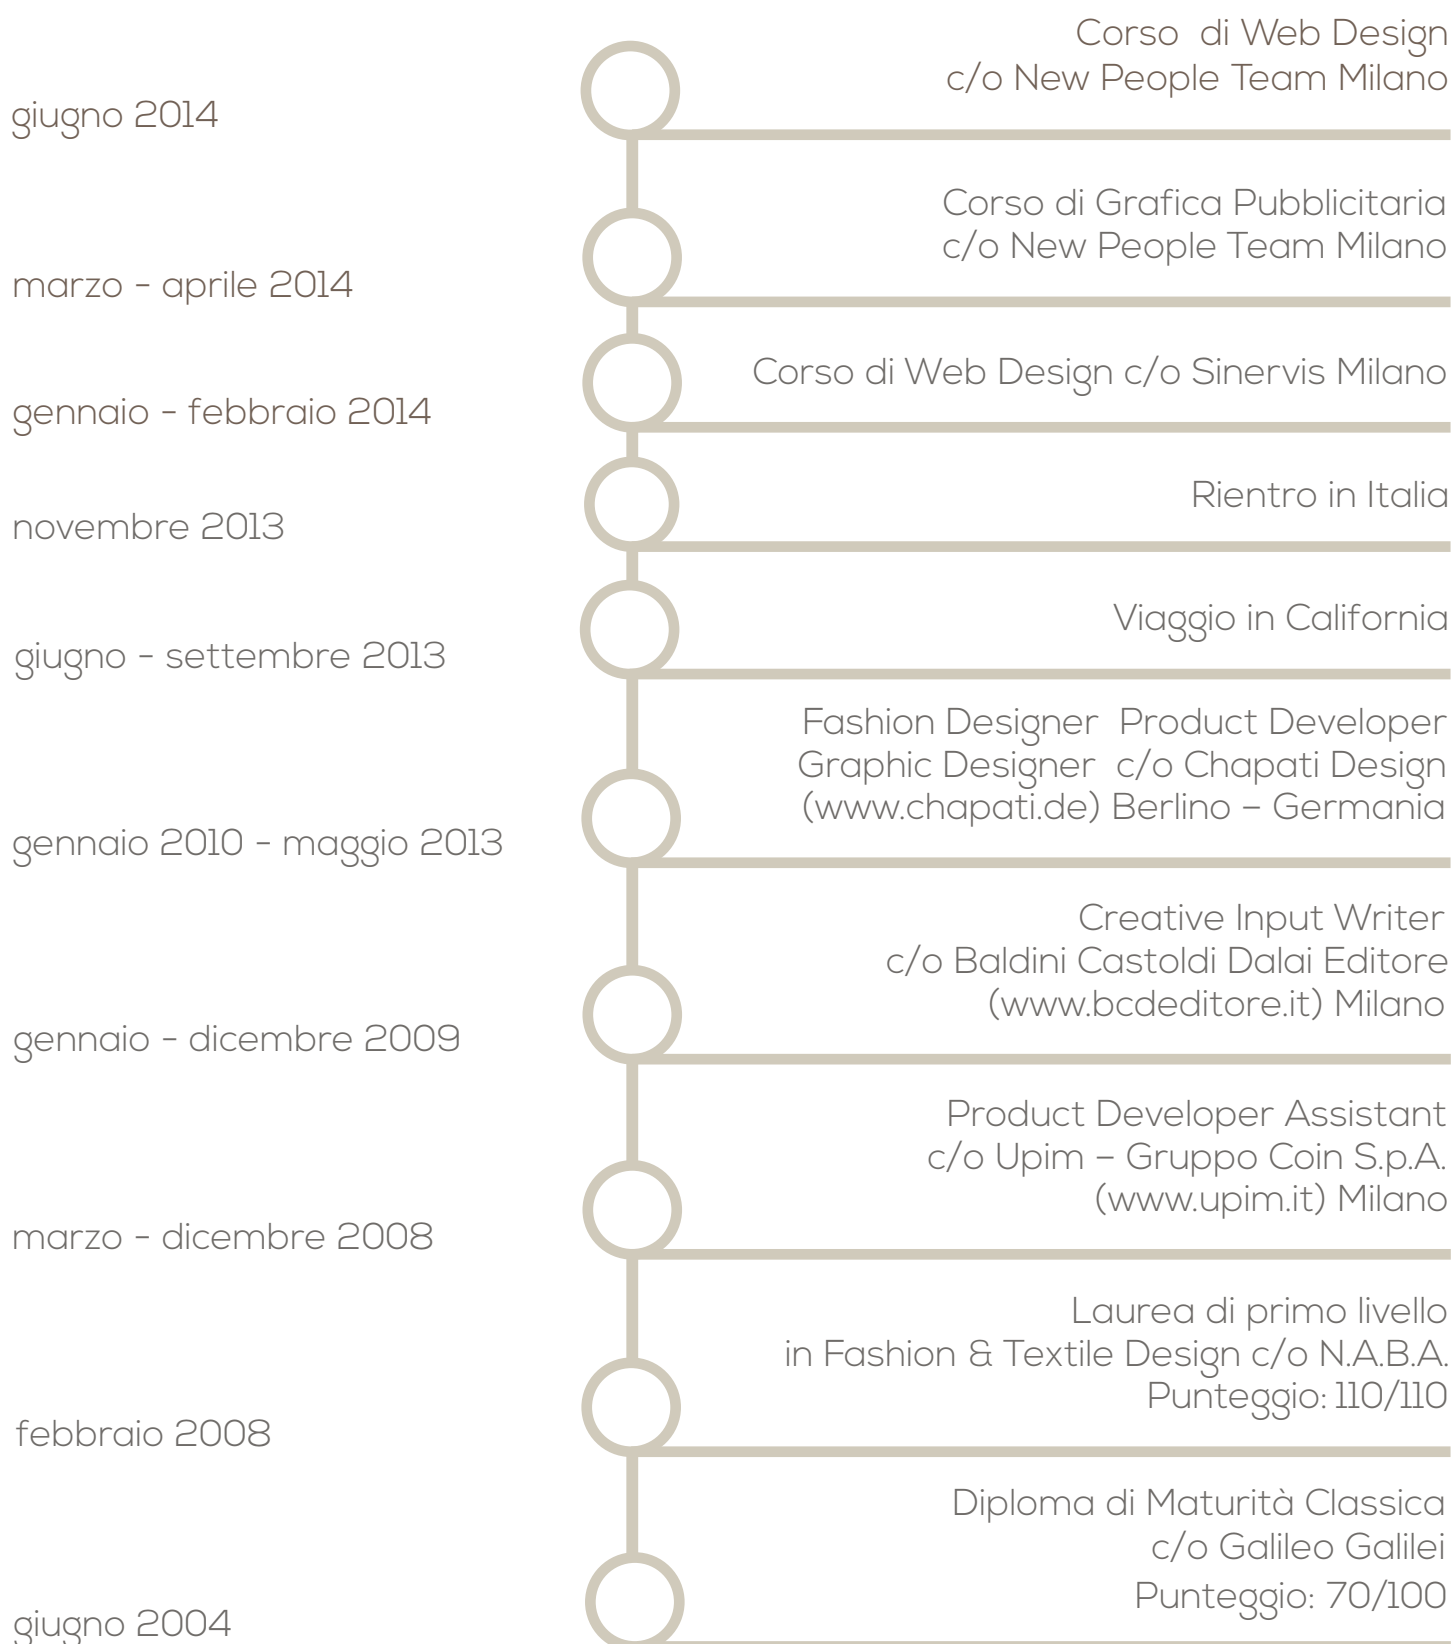 Corso di Web Design
c/o New People Team Milano
giugno 2014
Corso di Grafica Pubblicitaria
c/o New People Team Milano
marzo - aprile 2014
Corso di Web Design c/o Sinervis Milano
gennaio - febbraio 2014
Rientro in Italia
novembre 2013
Viaggio in California
giugno - settembre 2013
Fashion Designer Product Developer
Graphic Designer c/o Chapati Design
(www.chapati.de) Berlino – Germania
gennaio 2010 - maggio 2013
Creative Input Writer
c/o Baldini Castoldi Dalai Editore
(www.bcdeditore.it) Milano
gennaio - dicembre 2009
Product Developer Assistant
c/o Upim – Gruppo Coin S.p.A.
(www.upim.it) Milano
marzo - dicembre 2008
Laurea di primo livello
in Fashion & Textile Design c/o N.A.B.A.
Punteggio: 110/110
febbraio 2008
Diploma di Maturità Classica
c/o Galileo Galilei
Punteggio: 70/100
giugno 2004